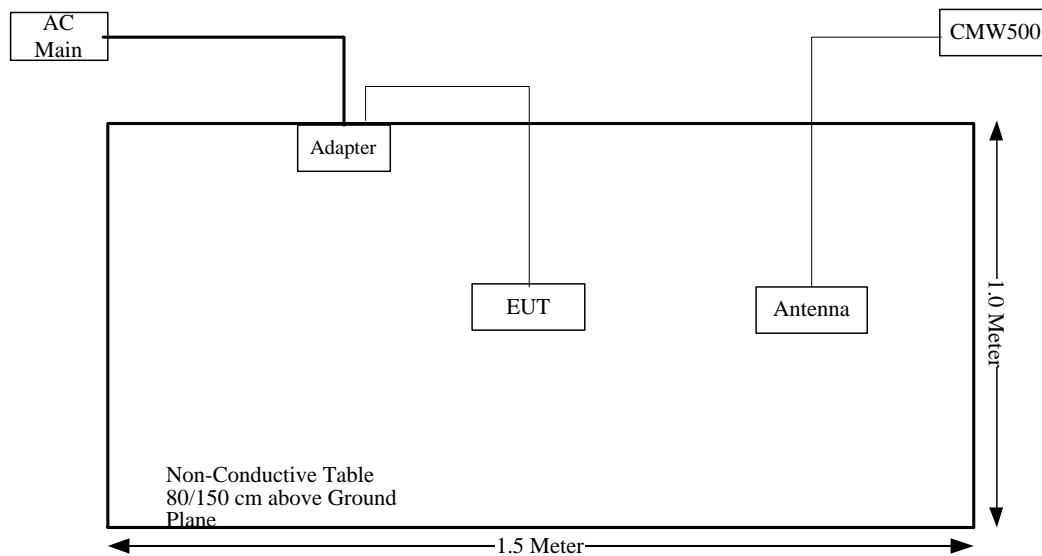 AC
Main
CMW500
Adapter
EUT
Antenna
1.0 Meter
Non-Conductive Table
80/150 cm above Ground
Plane
1.5 Meter